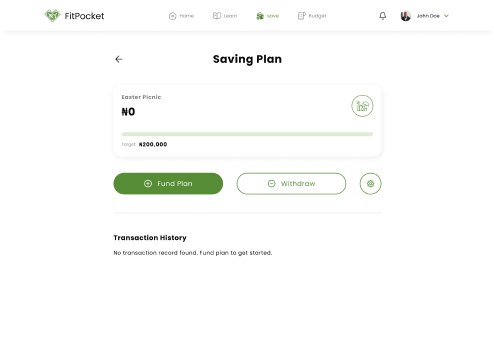 FitPocket
Home
Learn
Save
Budget
John Doe
Saving Plan
Easter Picnic
₦0
Target ₦200,000
Fund Plan
Withdraw
Transaction History
No transaction record found. Fund plan to get started.